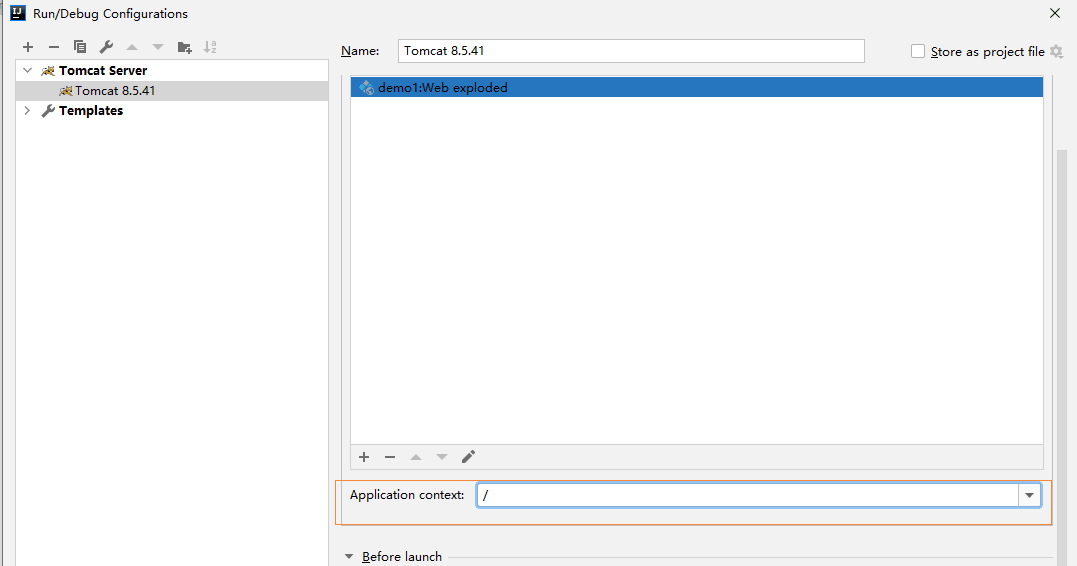 Run/Debug Configurations
Name: Tomcat 8.5.41 Store as project file
Tomcat Server
Tomcat 8.5.41
Templates
demo1:Web exploded
Application context: /
Before launch